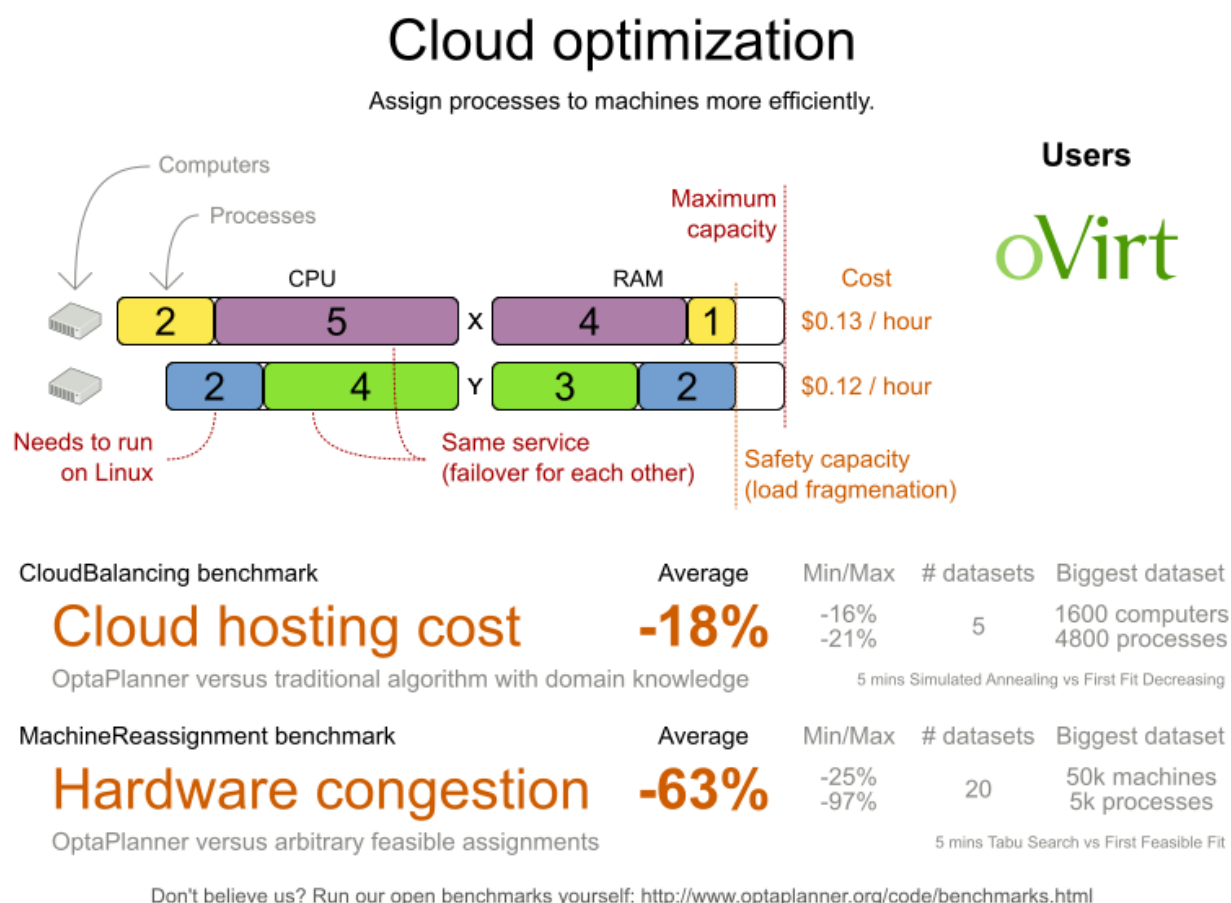 Cloud optimization
Assign processes to machines more efficiently.
Computers
Processes
Users
oVirt
Maximum
capacity
CPU
RAM
Cost
2 5 X 4 1 $0.13 / hour
2 4 Y 3 2 $0.12 / hour
Needs to run
on Linux
Same service
(failover for each other)
Safety capacity
(load fragmenation)
CloudBalancing benchmark Average Min/Max # datasets Biggest dataset
Cloud hosting cost -18% -16% 5 1600 computers
-21% 4800 processes
OptaPlanner versus traditional algorithm with domain knowledge 5 mins Simulated Annealing vs First Fit Decreasing
MachineReassignment benchmark Average Min/Max # datasets Biggest dataset
Hardware congestion -63% -25% 20 50k machines
-97% 5k processes
OptaPlanner versus arbitrary feasible assignments 5 mins Tabu Search vs First Feasible Fit
Don't believe us? Run our open benchmarks yourself: http://www.optaplanner.org/code/benchmarks.html